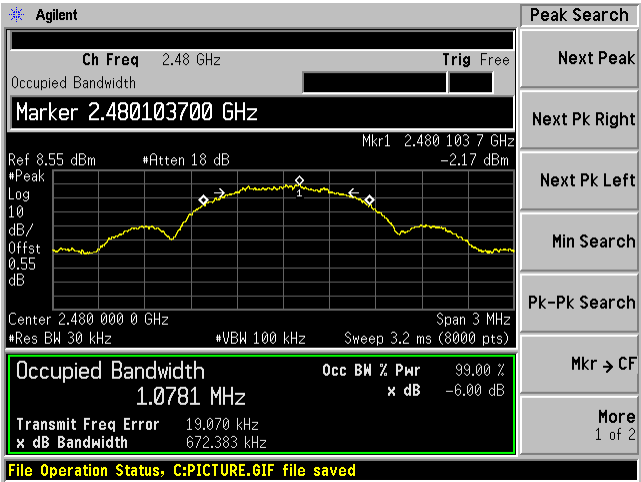 Agilent
Peak Search
Ch Freq 2.48 GHz Trig Free
Occupied Bandwidth
Marker 2.480103700 GHz
Mkr1 2.480 103 7 GHz
Ref 8.55 dBm #Atten 18 dB -2.17 dBm
#Peak
Log
10
dB/
Offst
0.55
dB
1
Center 2.480 000 0 GHz Span 3 MHz
#Res BW 30 kHz #VBW 100 kHz Sweep 3.2 ms (8000 pts)
Occupied Bandwidth Occ BW % Pwr 99.00 %
1.0781 MHz x dB -6.00 dB
Transmit Freq Error 19.070 kHz
x dB Bandwidth 672.383 kHz
File Operation Status, C:PICTURE.GIF file saved
Next Peak
Next Pk Right
Next Pk Left
Min Search
Pk-Pk Search
Mkr → CF
More
1 of 2